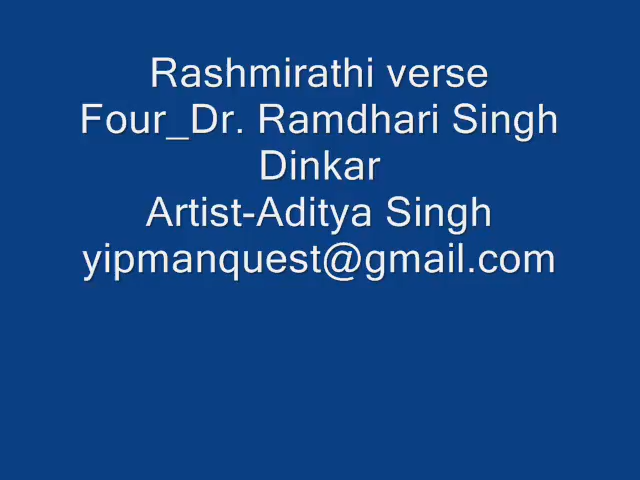 Rashmirathi verse
Four_Dr. Ramdhari Singh
Dinkar
Artist-Aditya Singh
yipmanquest@gmail.com